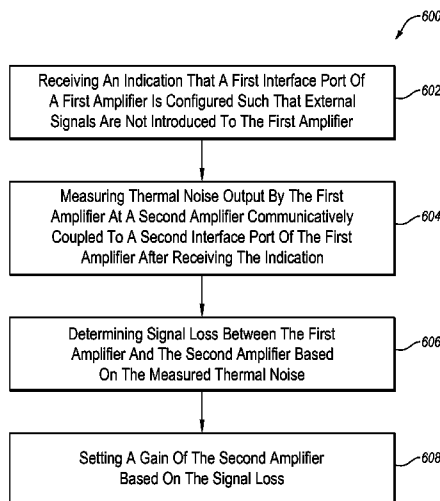 600
Receiving An Indication That A First Interface Port Of
A First Amplifier Is Configured Such That External
Signals Are Not Introduced To The First Amplifier
602
Measuring Thermal Noise Output By The First
Amplifier At A Second Amplifier Communicatively
Coupled To A Second Interface Port Of The First
Amplifier After Receiving The Indication
604
Determining Signal Loss Between The First
Amplifier And The Second Amplifier Based
On The Measured Thermal Noise
606
Setting A Gain Of The Second Amplifier
Based On The Signal Loss
608